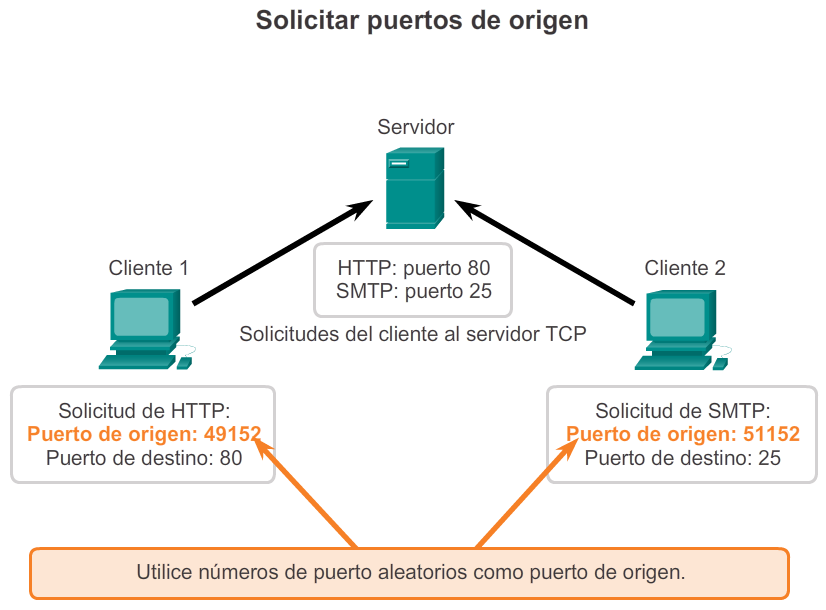 Solicitar puertos de origen
Servidor
Cliente 1
Cliente 2
HTTP: puerto 80
SMTP: puerto 25
Solicitudes del cliente al servidor TCP
Solicitud de HTTP:
Puerto de origen: 49152
Puerto de destino: 80
Solicitud de SMTP:
Puerto de origen: 51152
Puerto de destino: 25
Utilice números de puerto aleatorios como puerto de origen.